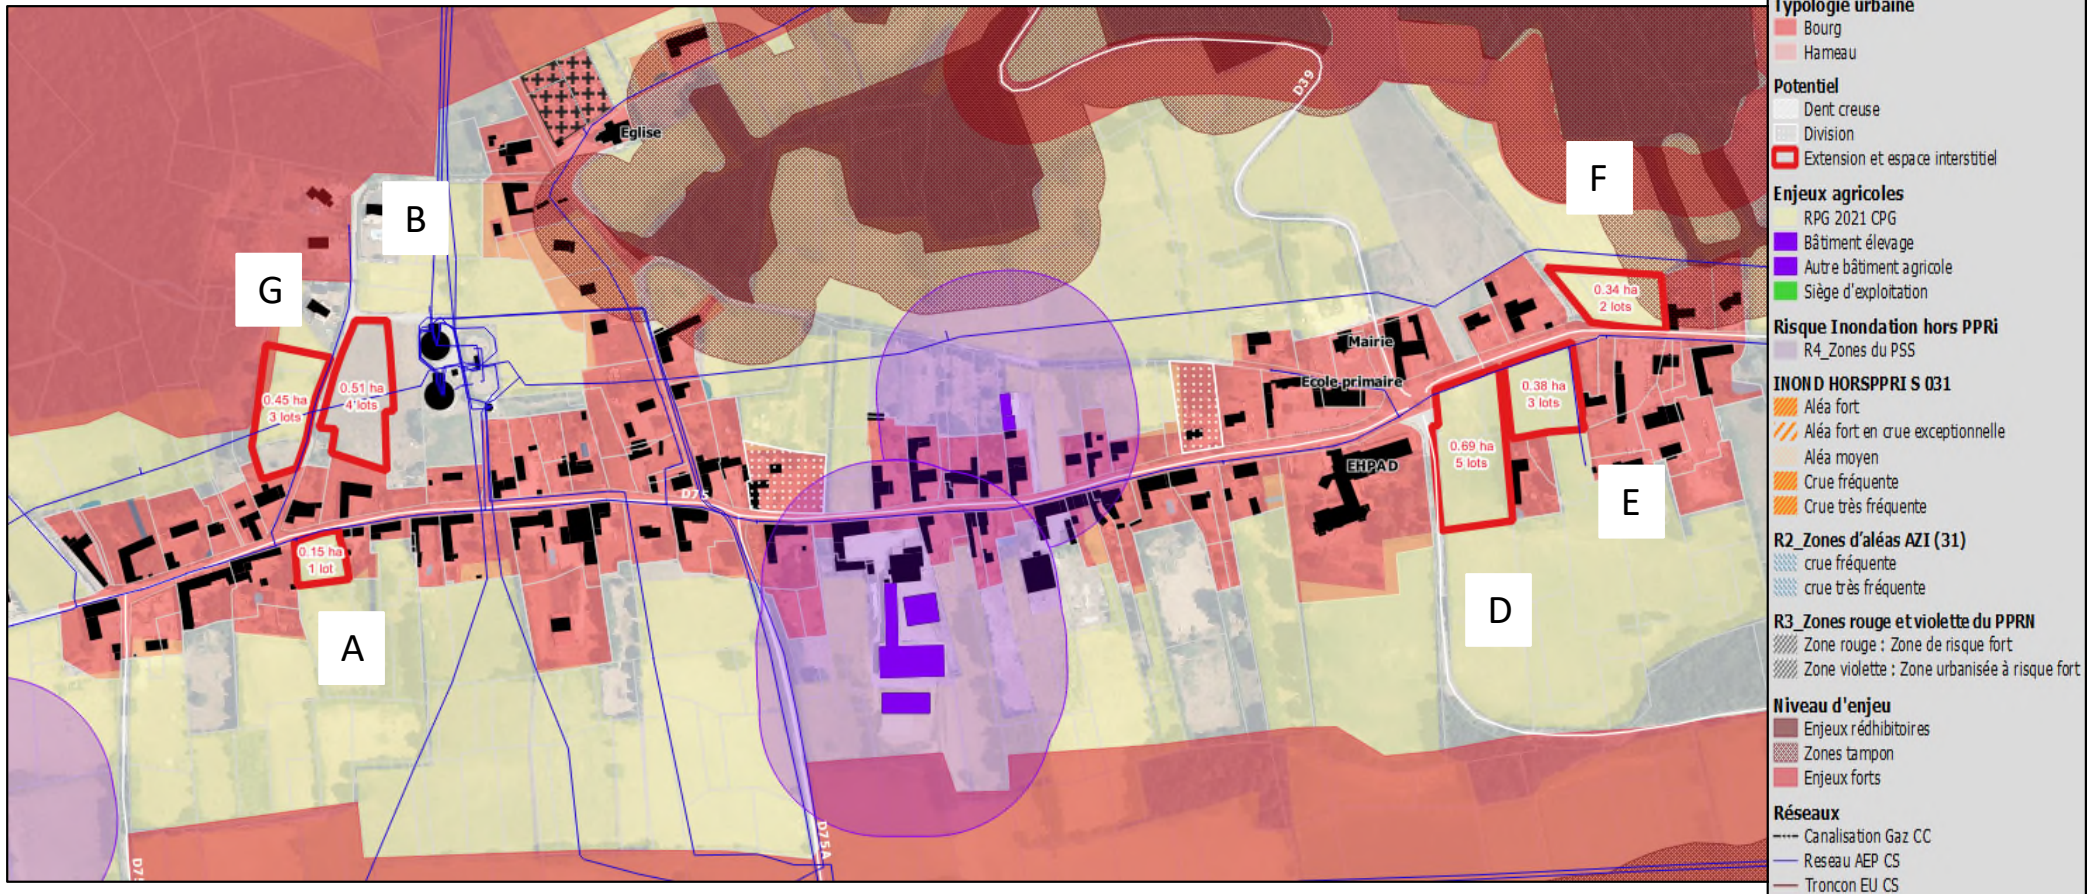 Eglise
B
G
F
0.34 ha
2 lots
D39
Mairie
Ecole-primaire
0.45 ha
3 lots
0.51 ha
4 lots
0.38 ha
3 lots
0.69 ha
5 lots
EHPAD
D75
E
0.15 ha
1 lot
A
D
D75A
D75
Typologie urbaine
Bourg
Hameau
Potentiel
Dent creuse
Division
Extension et espace interstitiel
Enjeux agricoles
RPG 2021 CPG
Bâtiment élevage
Autre bâtiment agricole
Siège d'exploitation
Risque Inondation hors PPRi
R4_Zones du PSS
INOND HORSPPRI S 031
Aléa fort
Aléa fort en crue exceptionnelle
Aléa moyen
Crue fréquente
Crue très fréquente
R2_Zones d'aléas AZI (31)
crue fréquente
crue très fréquente
R3_Zones rouge et violette du PPRN
Zone rouge : Zone de risque fort
Zone violette : Zone urbanisée à risque fort
Niveau d'enjeu
Enjeux rédhibitoires
Zones tampon
Enjeux forts
Réseaux
Canalisation Gaz CC
Reseau AEP CS
Troncon EU CS